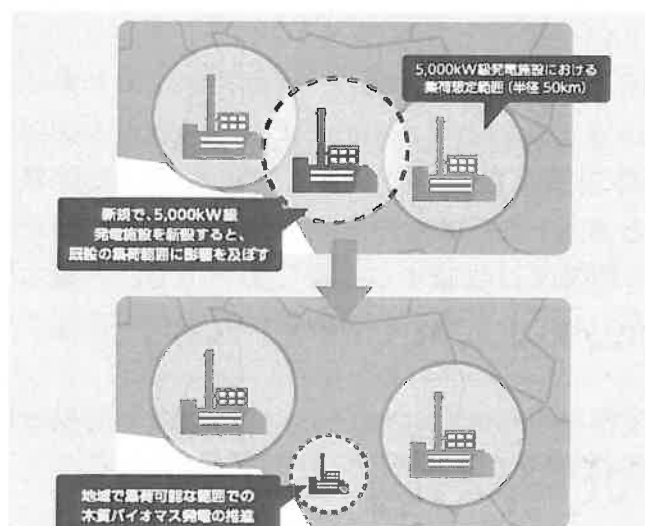 5,000kW級発電施設における
集荷想定範囲（半径 50km）
新規で、5,000kW級
発電施設を新設すると、
既設の集荷範囲に影響を及ぼす
地域で集荷可能な範囲での
木質バイオマス発電の推進